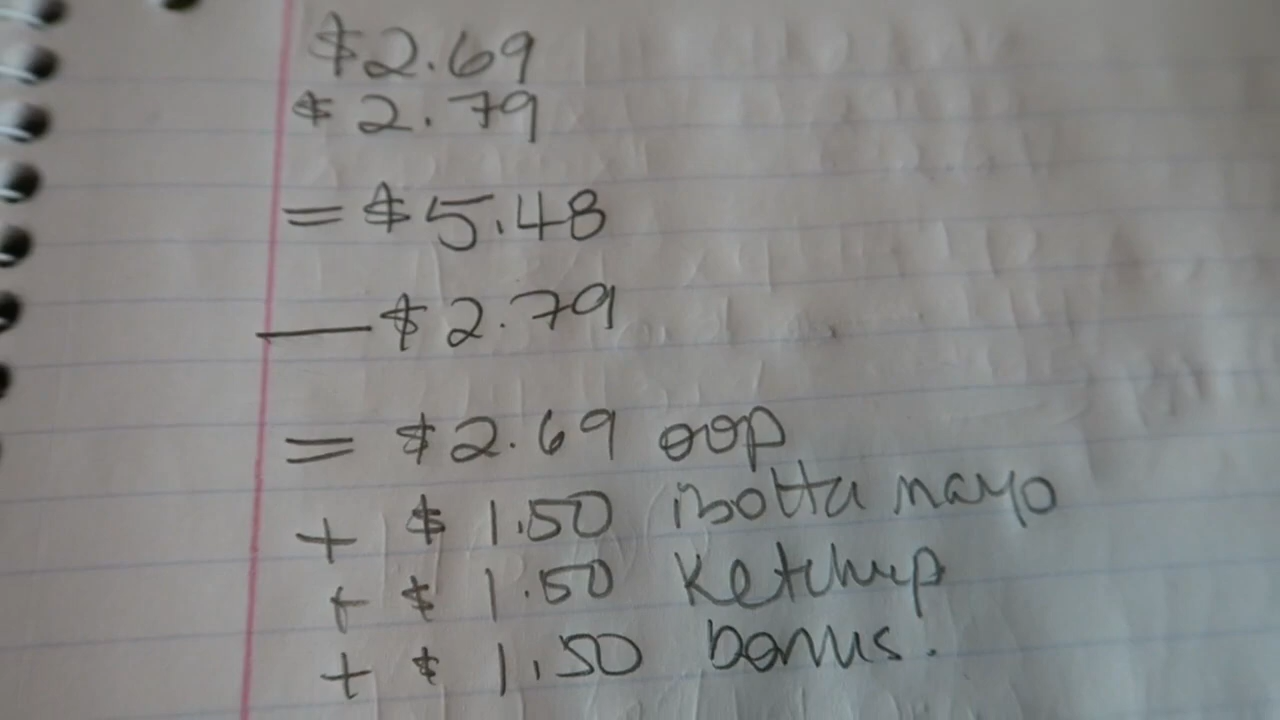 $2.69
$2.79
= $5.48
— $2.79
= $2.69 oop
+ $1.50 ibotta mayo
+ $1.50 Ketchup
+ $1.50 bonus.